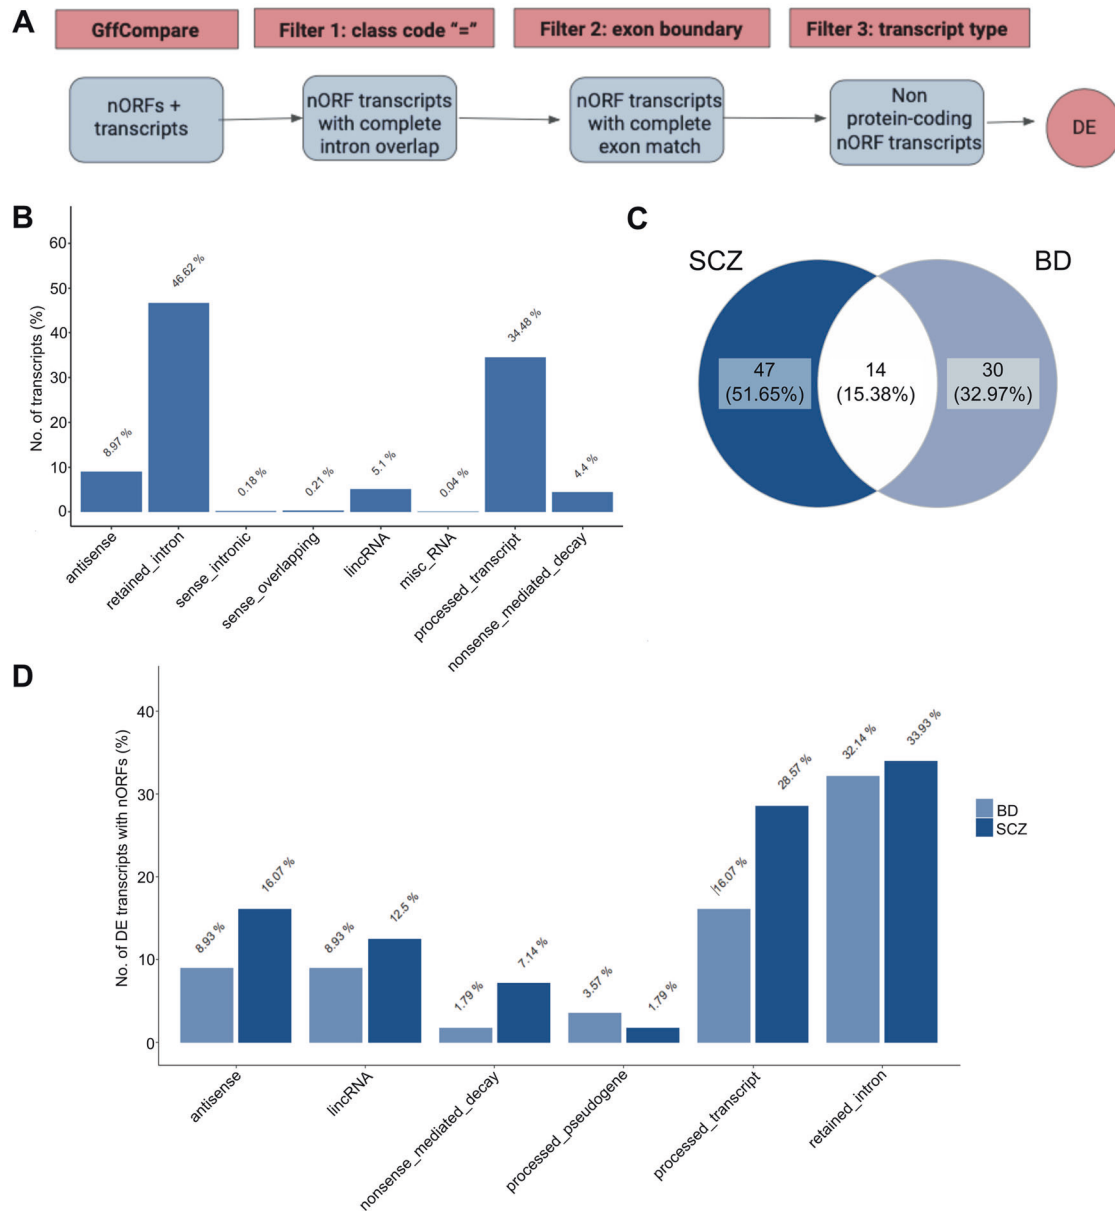 A
GffCompare
Filter 1: class code “=”
Filter 2: exon boundary
Filter 3: transcript type
nORFs +
transcripts
nORF transcripts
with complete
intron overlap
nORF transcripts
with complete
exon match
Non
protein-coding
nORF transcripts
DE
B
No. of transcripts (%)
60
50
40
30
20
10
0
8.97 %
46.62 %
0.18 %
0.21 %
5.1 %
0.04 %
34.48 %
4.4 %
antisense
retained_intron
sense_intronic
sense_overlapping
lincRNA
misc_RNA
processed_transcript
nonsense_mediated_decay
C
SCZ
BD
47
(51.65%)
14
(15.38%)
30
(32.97%)
D
No. of DE transcripts with nORFs (%)
40
30
20
10
0
8.93 %
16.07 %
8.93 %
12.5 %
1.79 %
7.14 %
3.57 %
1.79 %
|16.07 %
28.57 %
32.14 %
33.93 %
antisense
lincRNA
nonsense_mediated_decay
processed_pseudogene
processed_transcript
retained_intron
BD
SCZ